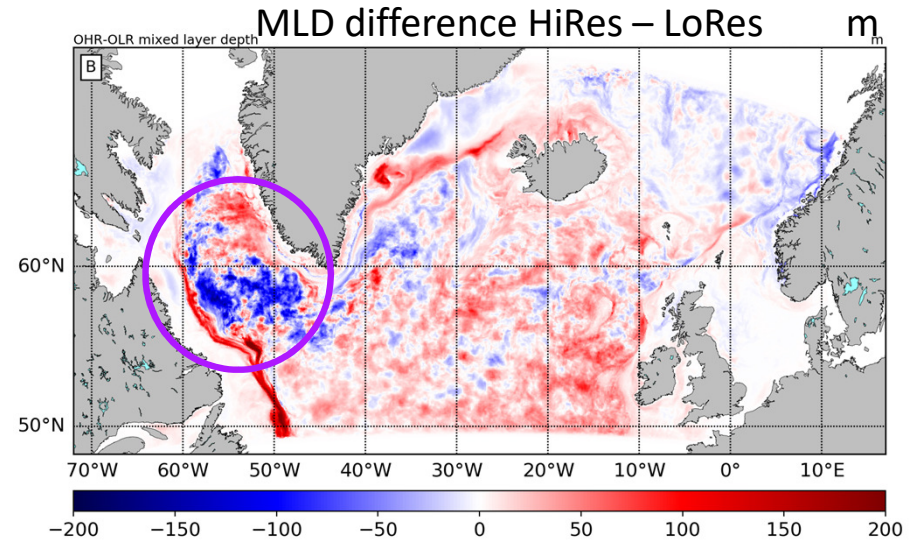 MLD difference HiRes – LoRes m
OHR-OLR mixed layer depth m
B
60°N
50°N
70°W 60°W 50°W 40°W 30°W 20°W 10°W 0° 10°E
−200 −150 −100 −50 0 50 100 150 200